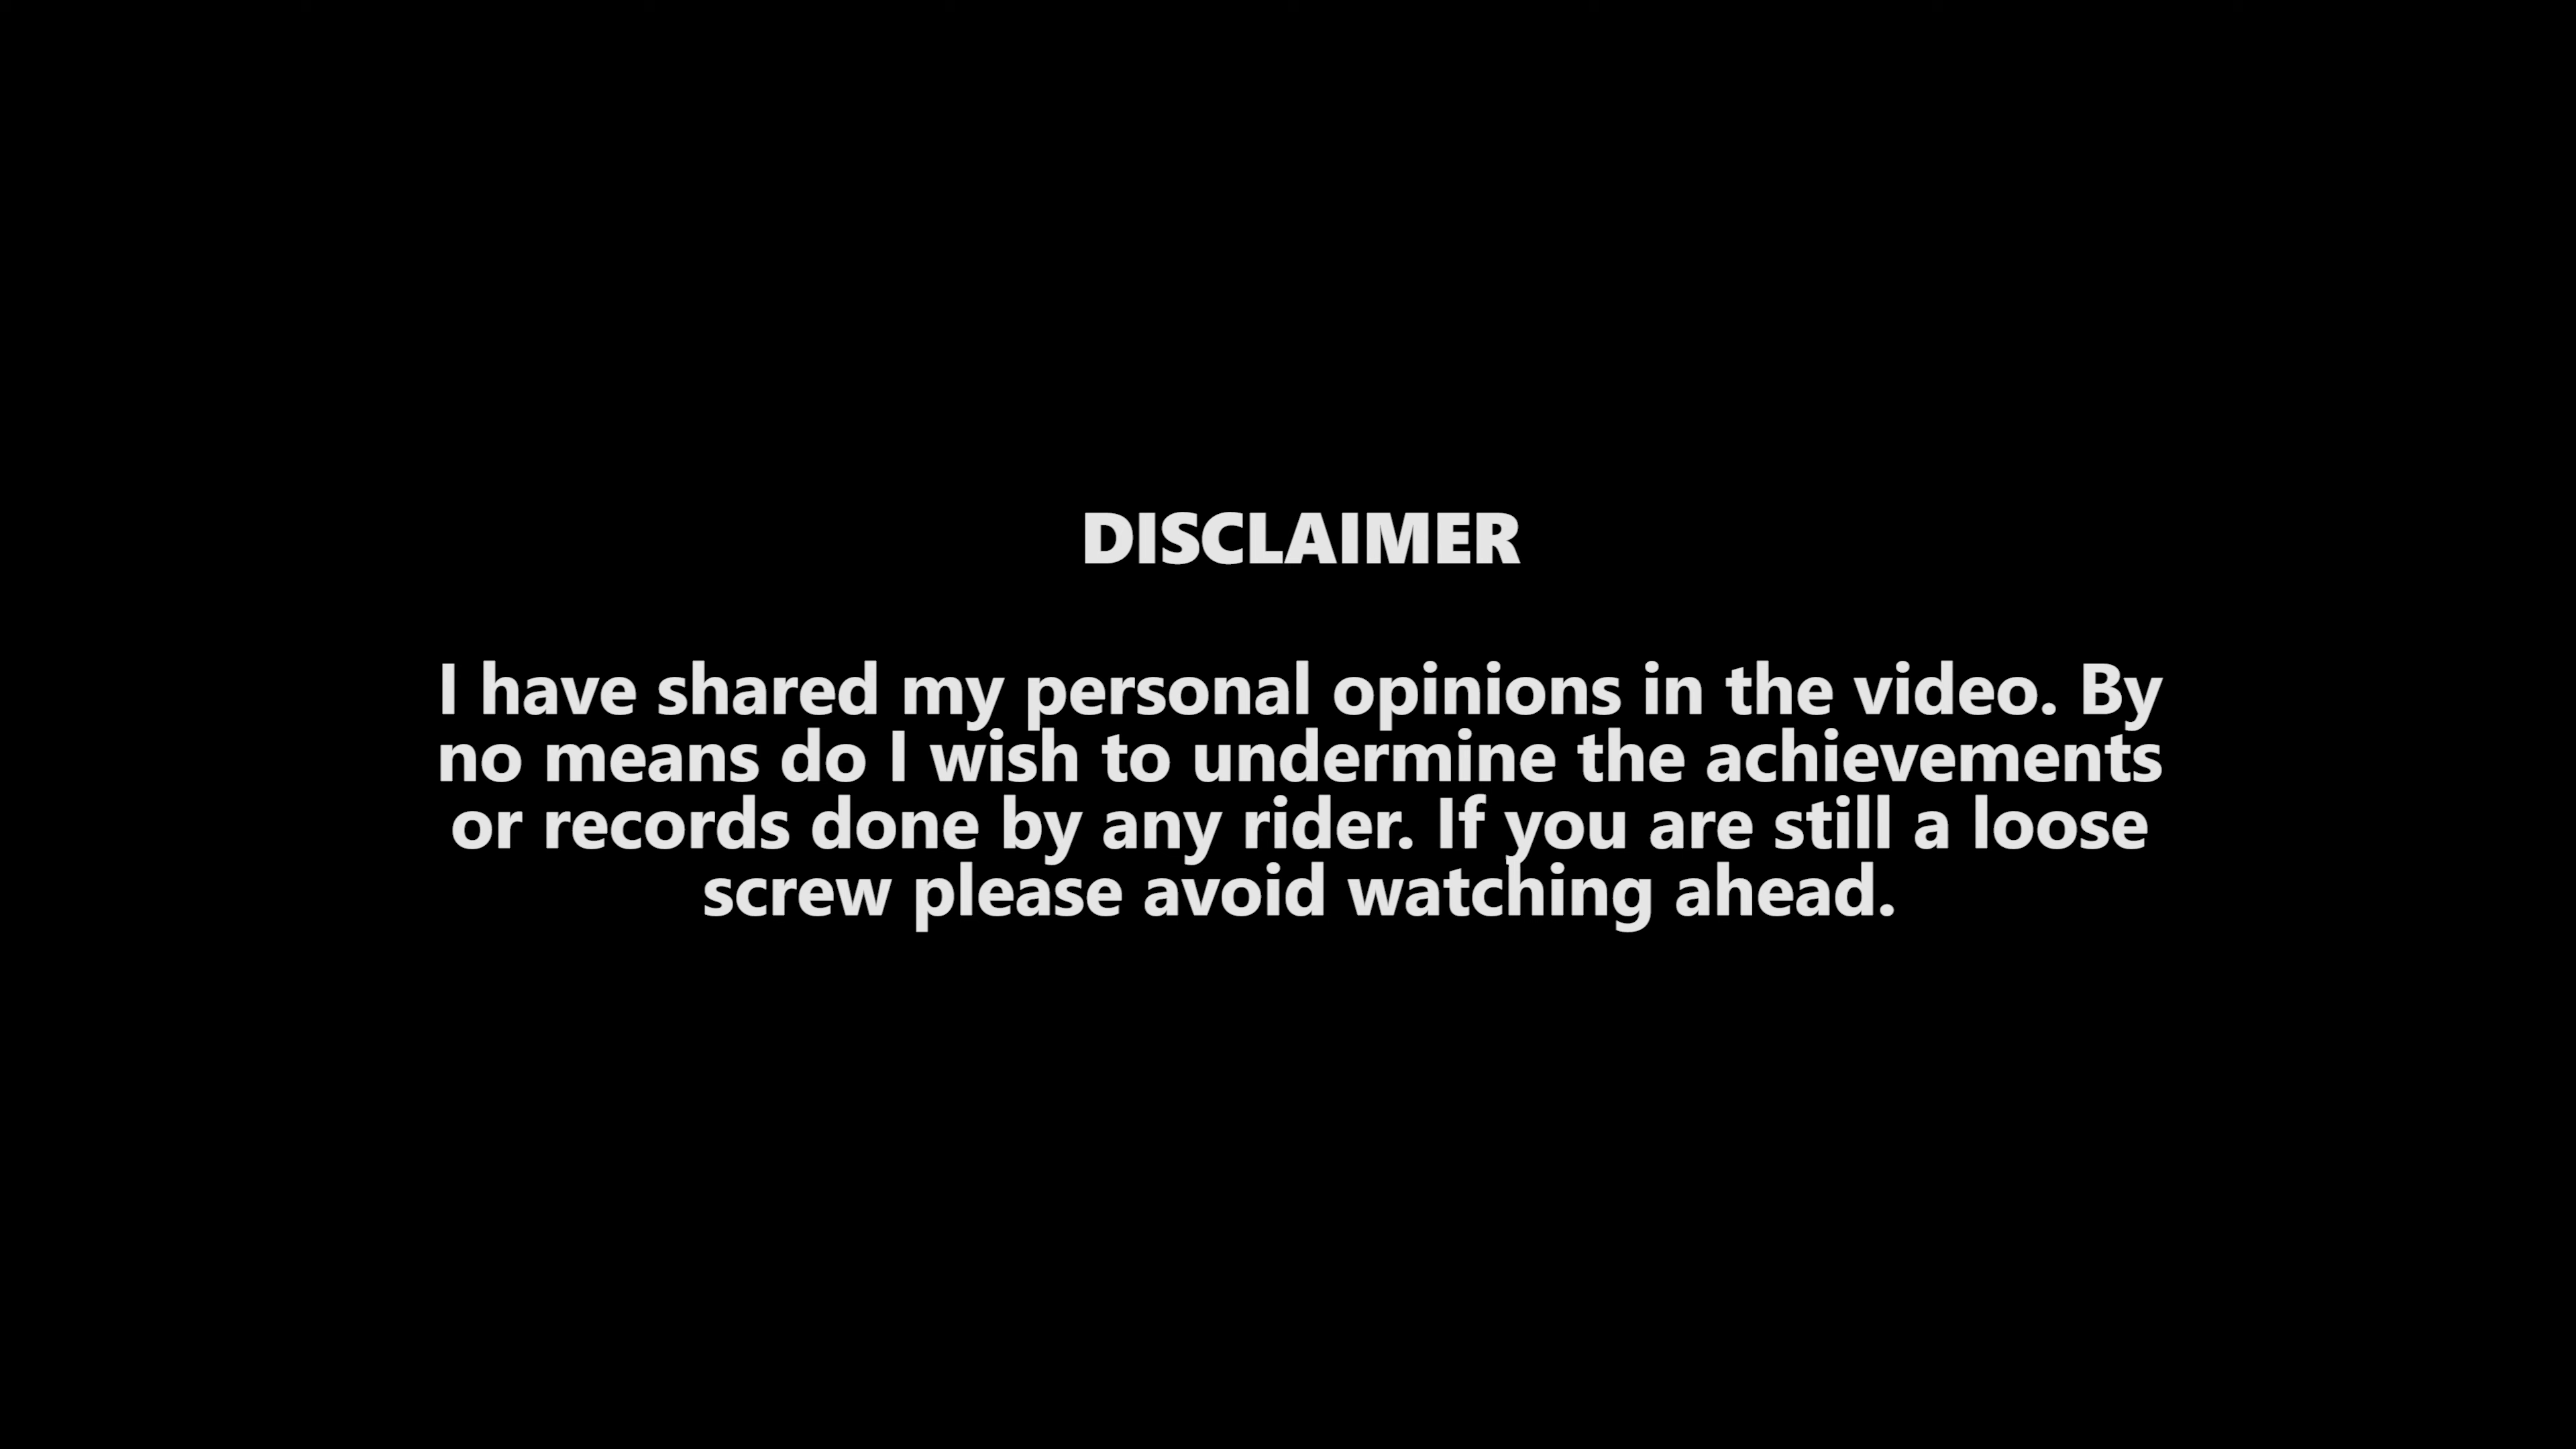 DISCLAIMER
I have shared my personal opinions in the video. By
no means do I wish to undermine the achievements
or records done by any rider. If you are still a loose
screw please avoid watching ahead.